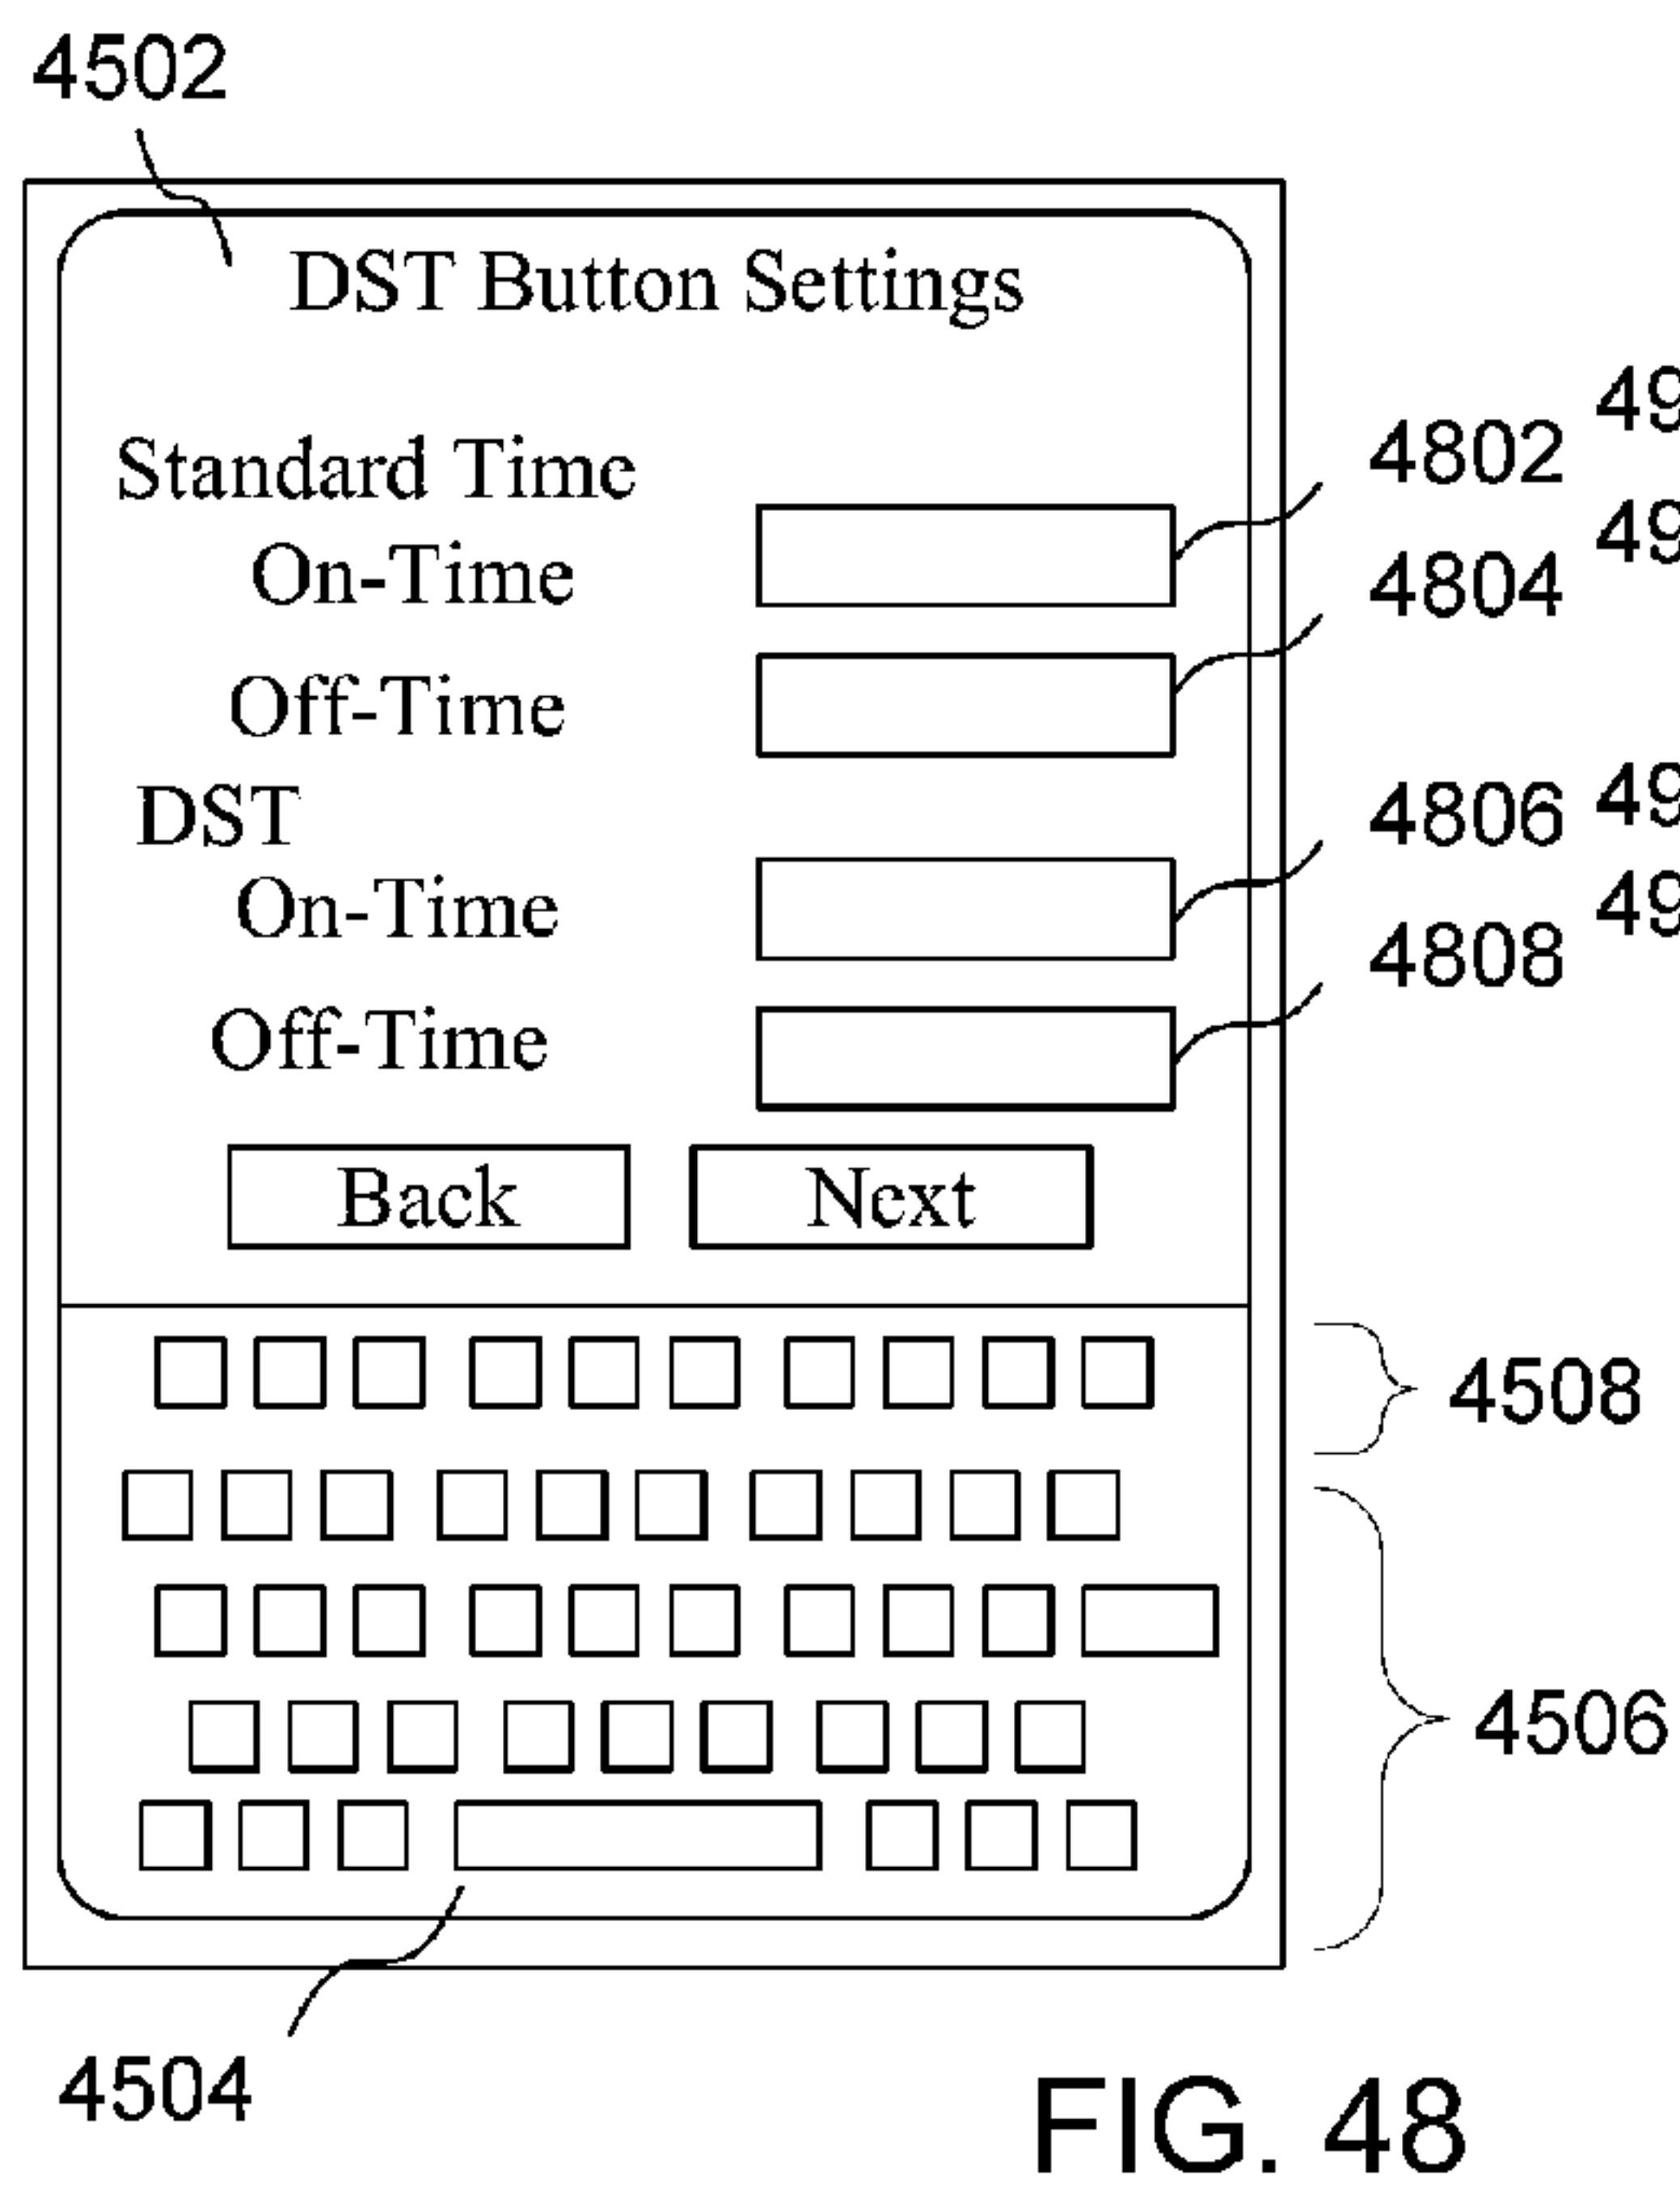 4502
DST Button Settings
Standard Time
4802
On-Time
4804
Off-Time
DST
4806
On-Time
4808
Off-Time
Back Next
4508
4506
4504
FIG. 48